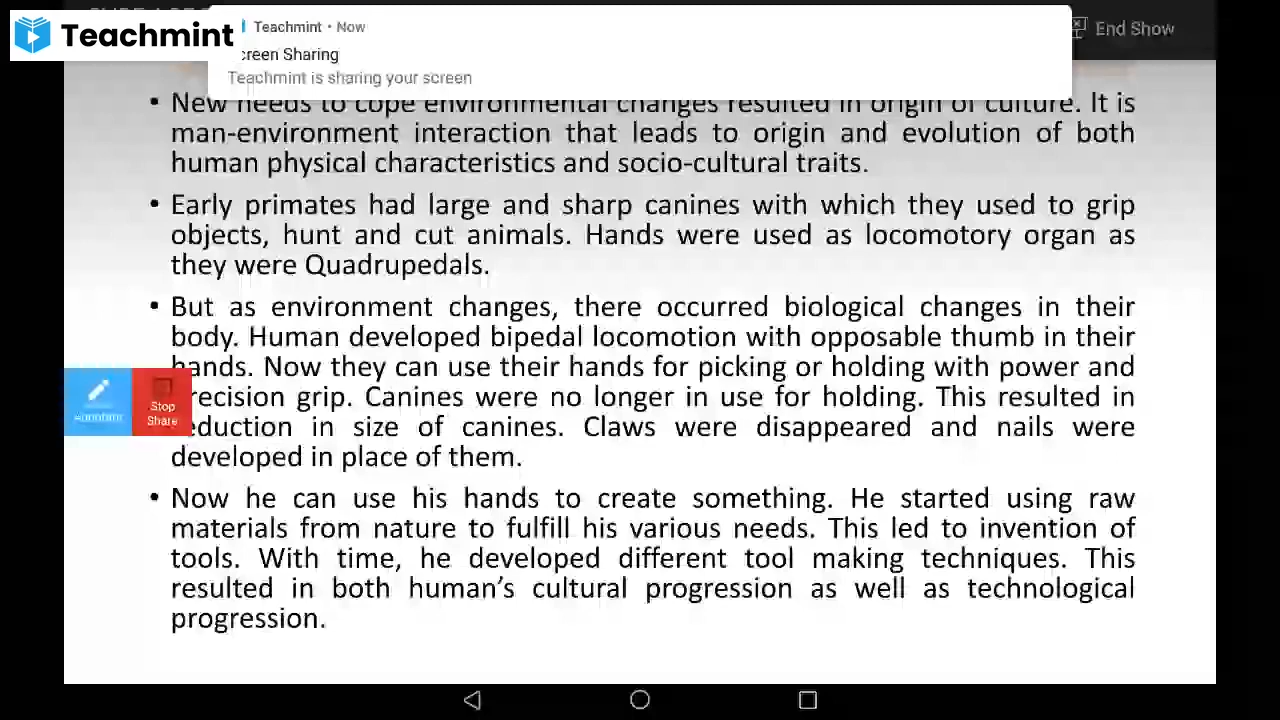 Teachmint
Teachmint • Now
creen Sharing
Teachmint is sharing your screen
End Show
• New needs to cope environmental changes resulted in origin of culture. It is
man-environment interaction that leads to origin and evolution of both
human physical characteristics and socio-cultural traits.
• Early primates had large and sharp canines with which they used to grip
objects, hunt and cut animals. Hands were used as locomotory organ as
they were Quadrupedals.
• But as environment changes, there occurred biological changes in their
body. Human developed bipedal locomotion with opposable thumb in their
hands. Now they can use their hands for picking or holding with power and
recision grip. Canines were no longer in use for holding. This resulted in
eduction in size of canines. Claws were disappeared and nails were
developed in place of them.
Annotate
Stop
Share
• Now he can use his hands to create something. He started using raw
materials from nature to fulfill his various needs. This led to invention of
tools. With time, he developed different tool making techniques. This
resulted in both human's cultural progression as well as technological
progression.